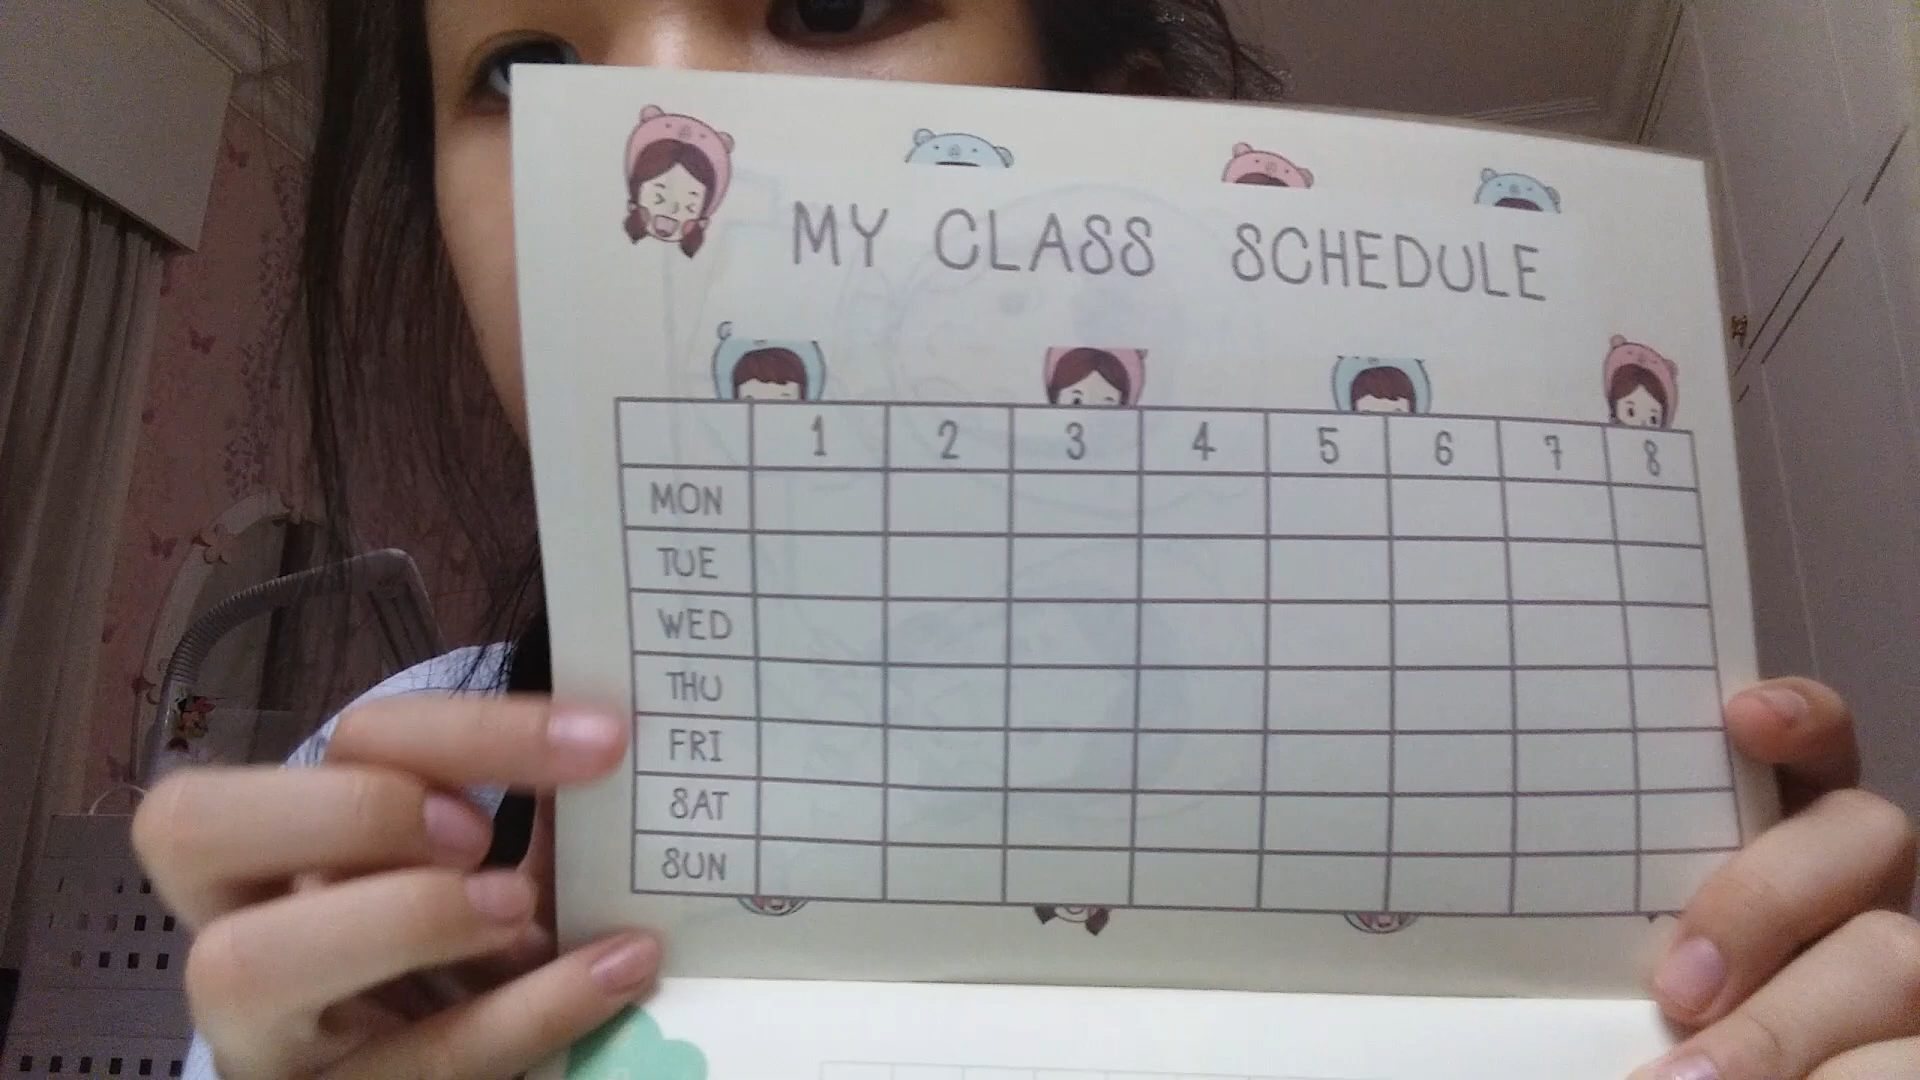 MY CLASS SCHEDULE
1 2 3 4 5 6 7 8
MON
TUE
WED
THU
FRI
SAT
SUN